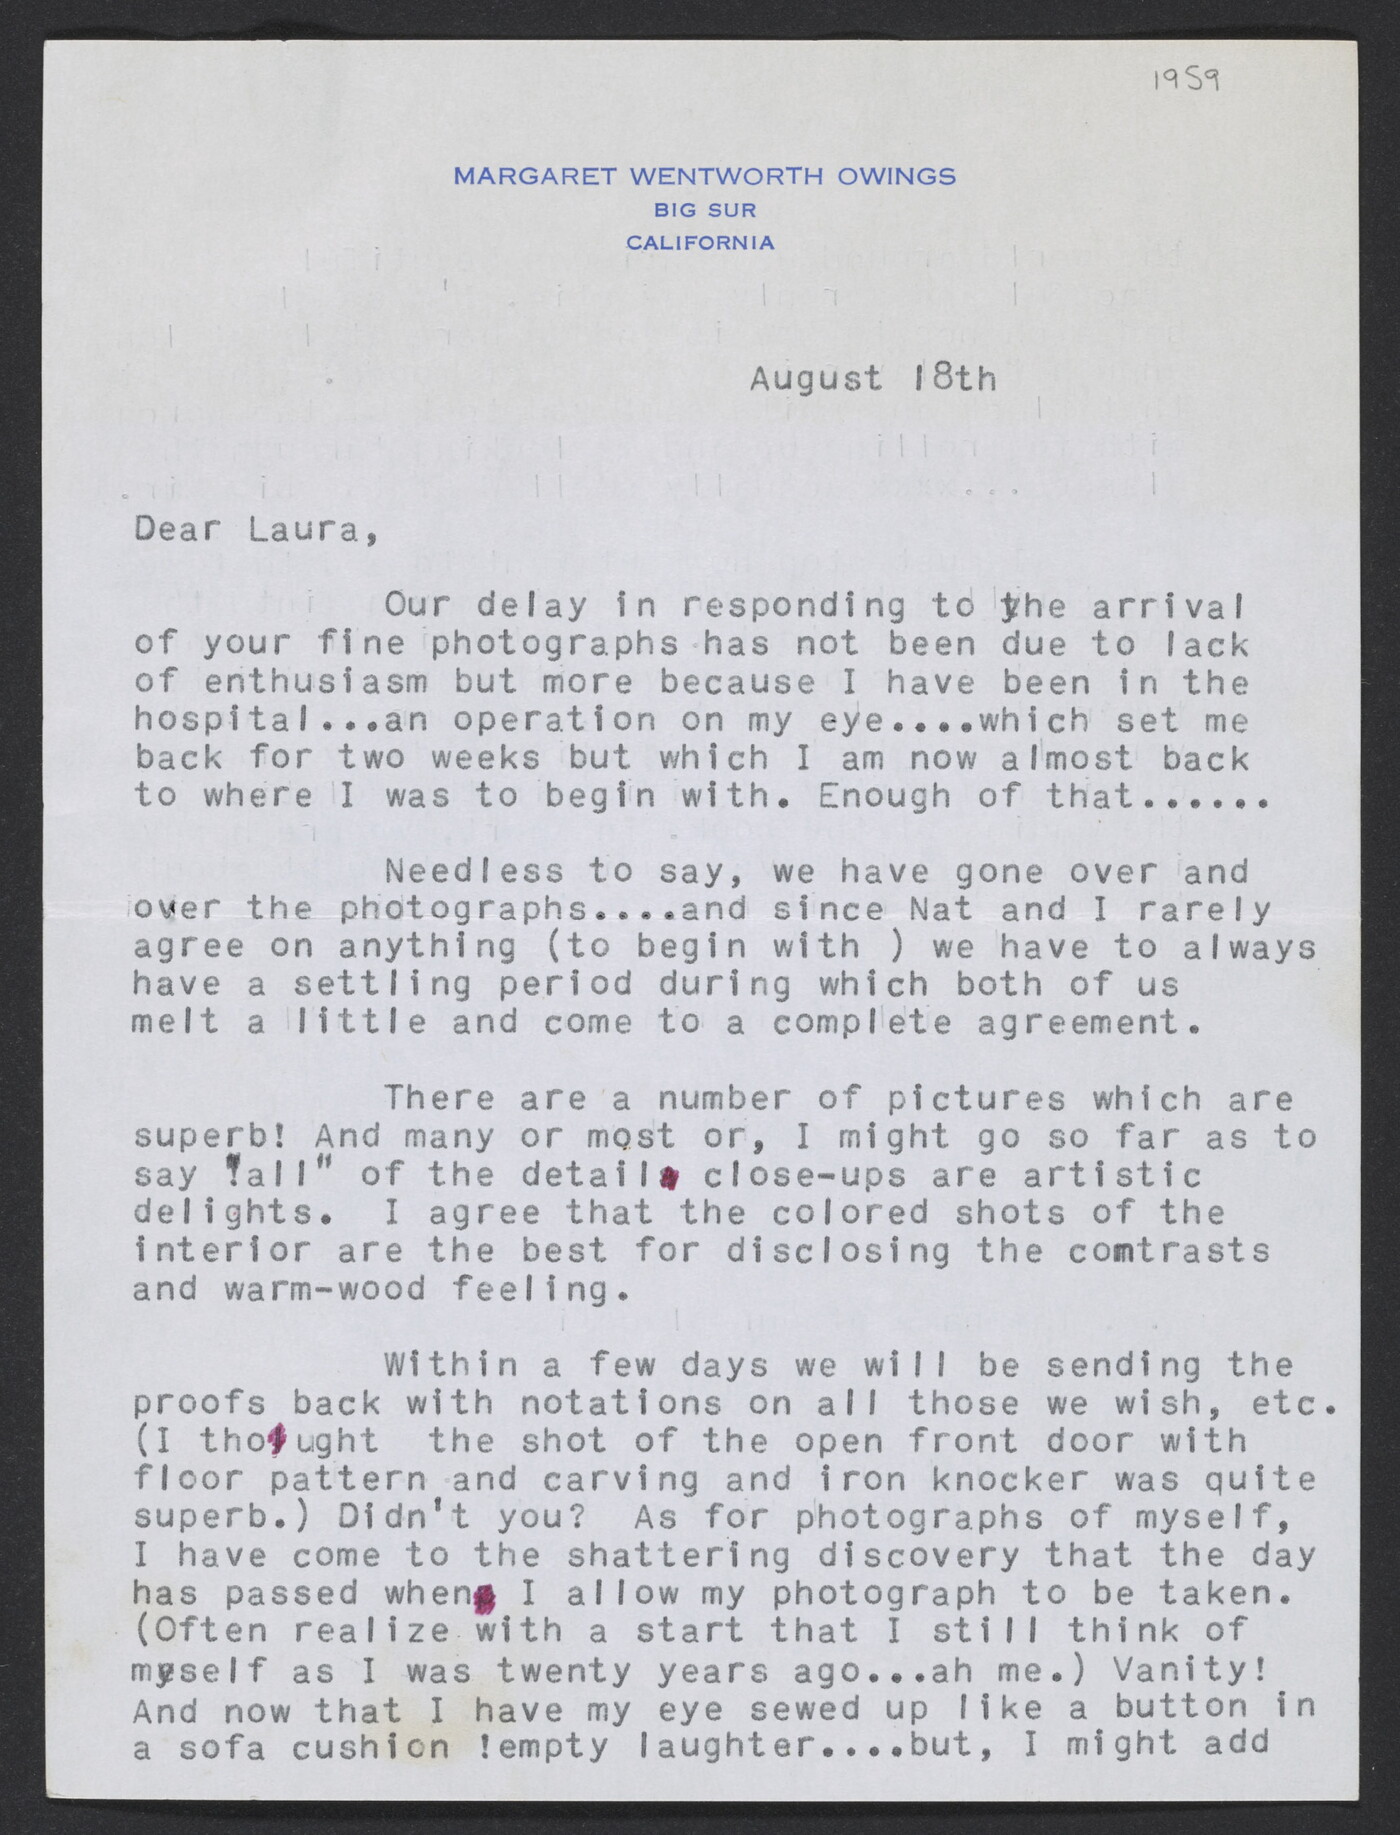 1959
MARGARET WENTWORTH OWINGS
BIG SUR
CALIFORNIA
August 18th
Dear Laura,
Our delay in responding to the arrival
of your fine photographs has not been due to lack
of enthusiasm but more because I have been in the
hospital...an operation on my eye....which set me
back for two weeks but which I am now almost back
to where I was to begin with. Enough of that......
Needless to say, we have gone over and
over the photographs....and since Nat and I rarely
agree on anything (to begin with ) we have to always
have a settling period during which both of us
melt a little and come to a complete agreement.
There are a number of pictures which are
superb! And many or most or, I might go so far as to
say "all" of the detail close-ups are artistic
delights. I agree that the colored shots of the
interior are the best for disclosing the comtrasts
and warm-wood feeling.
Within a few days we will be sending the
proofs back with notations on all those we wish, etc.
(I thought the shot of the open front door with
floor pattern and carving and iron knocker was quite
superb.) Didn't you? As for photographs of myself,
I have come to the shattering discovery that the day
has passed when I allow my photograph to be taken.
(Often realize with a start that I still think of
myself as I was twenty years ago...ah me.) Vanity!
And now that I have my eye sewed up like a button in
a sofa cushion !empty laughter....but, I might add